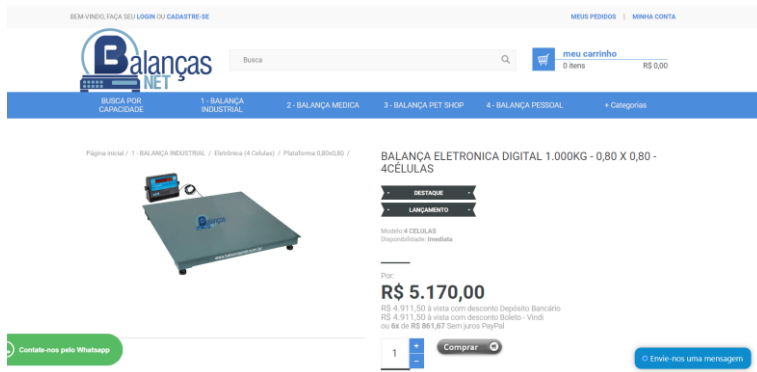 BEM-VINDO, FAÇA SEU LOGIN OU CADASTRE-SE
MEUS PEDIDOS | MINHA CONTA
Balanças
NET
Busca
meu carrinho
0 itens R$ 0,00
BUSCA POR
CAPACIDADE
1 - BALANÇA
INDUSTRIAL
2 - BALANÇA MEDICA
3 - BALANÇA PET SHOP
4 - BALANÇA PESSOAL
+ Categorias
Página inicial / 1 - BALANÇA INDUSTRIAL / Eletrônica (4 Celulas) / Plataforma 0,80x0,80 /
BALANÇA ELETRONICA DIGITAL 1.000KG - 0,80 X 0,80 -
4CÉLULAS
DESTAQUE
LANÇAMENTO
Modelo 4 CELULAS
Disponibilidade: Imediata
Balanças
Por:
R$ 5.170,00
R$ 4.911,50 à vista com desconto Depósito Bancário
R$ 4.911,50 à vista com desconto Boleto - Vindi
ou 6x de R$ 861,67 Sem juros PayPal
1
+
-
Comprar
Contate-nos pelo Whatsapp
Envie-nos uma mensagem